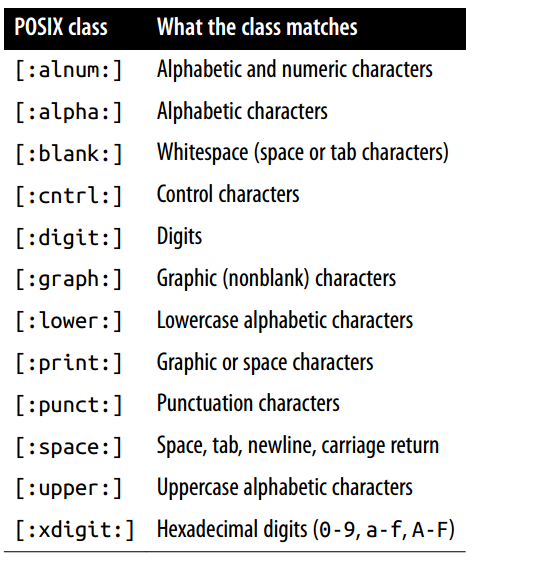 POSIX class What the class matches
[:alnum:] Alphabetic and numeric characters
[:alpha:] Alphabetic characters
[:blank:] Whitespace (space or tab characters)
[:cntrl:] Control characters
[:digit:] Digits
[:graph:] Graphic (nonblank) characters
[:lower:] Lowercase alphabetic characters
[:print:] Graphic or space characters
[:punct:] Punctuation characters
[:space:] Space, tab, newline, carriage return
[:upper:] Uppercase alphabetic characters
[:xdigit:] Hexadecimal digits (0-9, a-f, A-F)